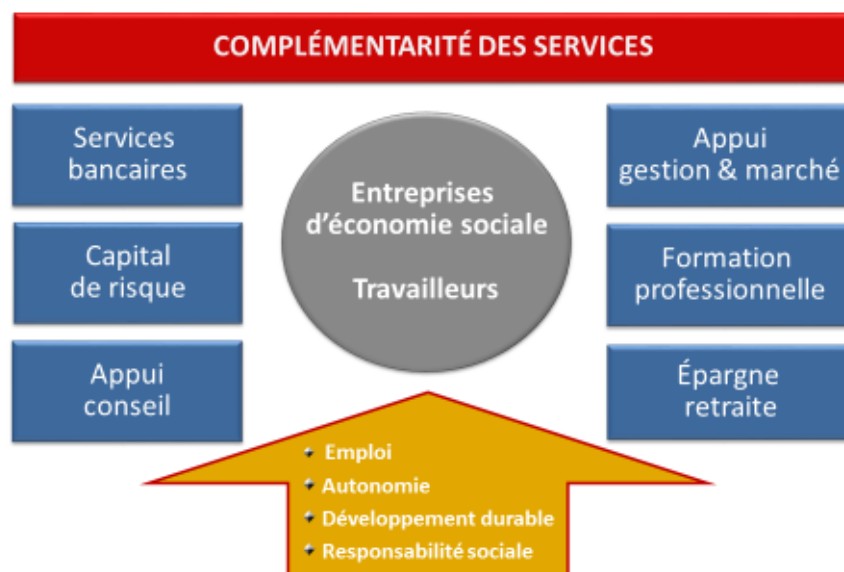 COMPLÉMENTARITÉ DES SERVICES
Services
bancaires
Capital
de risque
Appui
conseil
Entreprises
d'économie sociale
Travailleurs
Appui
gestion & marché
Formation
professionnelle
Épargne
retraite
Emploi
Autonomie
Développement durable
Responsabilité sociale